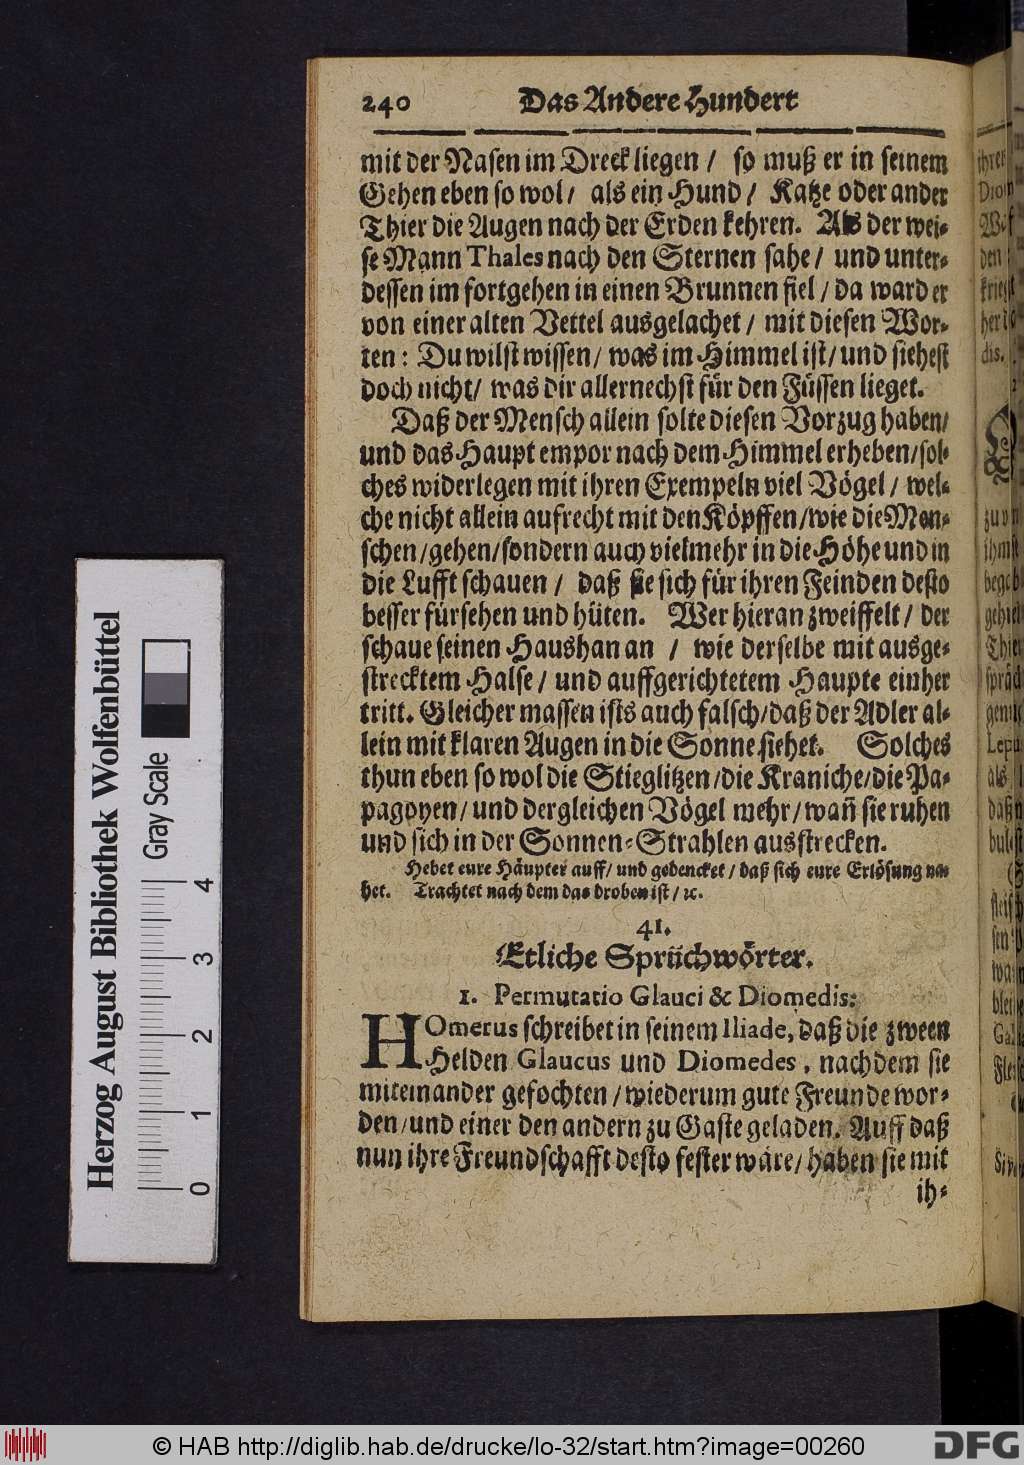 240 Das Andere Hundert
mit der Nasen im Dreck liegen / so muß er in seinem
Gehen eben so wol / als ein Hund / Katze oder ander
Thier die Augen nach der Erden kehren. Als der wei-
se Mann Thales nach den Sternen sahe / und unter-
dessen im fortgehen in einen Brunnen fiel / da ward er
von einer alten Vettel ausgelachet / mit diesen Wor-
ten: Du wilst wissen / was im Himmel ist / und siehest
doch nicht / was dir allernechst für den Füssen lieget.
Daß der Mensch allein solte diesen Vorzug haben /
und das Haupt empor nach dem Himmel erheben / sol-
ches widerlegen mit ihren Exempeln viel Vögel / wel-
che nicht allein aufrecht mit den Köpffen / wie die Men-
schen / gehen / sondern auch vielmehr in die Höhe und in
die Lufft schauen / daß sie sich für ihren Feinden desto
besser fürsehen und hüten. Wer hieran zweiffelt / der
schaue seinen Haushan an / wie derselbe mit ausge-
strecktem Halse / und auffgerichtetem Haupte einher
tritt. Gleicher massen ists auch falsch / daß der Adler al-
lein mit klaren Augen in die Sonne siehet. Solches
thun eben so wol die Stieglitzen / die Kraniche / die Pa-
pagoyen / und dergleichen Vögel mehr / wañ sie ruhen
und sich in der Sonnen-Strahlen ausstrecken.
Hebet eure Häupter auff / und gedencket / daß sich eure Erlösung na-
het. Trachtet nach dem das droben ist / ꝛc.
41.
Etliche Sprüchwörter.
1. Permutatio Glauci & Diomedis:
HOmerus schreibet in seinem Iliade, daß die zween
Helden Glaucus und Diomedes, nachdem sie
miteinander gefochten / wiederum gute Freunde wor-
den / und einer den andern zu Gaste geladen. Auff daß
nun ihre Freundschafft desto fester wäre / haben sie mit
ih-
Herzog August Bibliothek Wolfenbüttel
Gray Scale
0 1 2 3 4
© HAB http://diglib.hab.de/drucke/lo-32/start.htm?image=00260
DFG